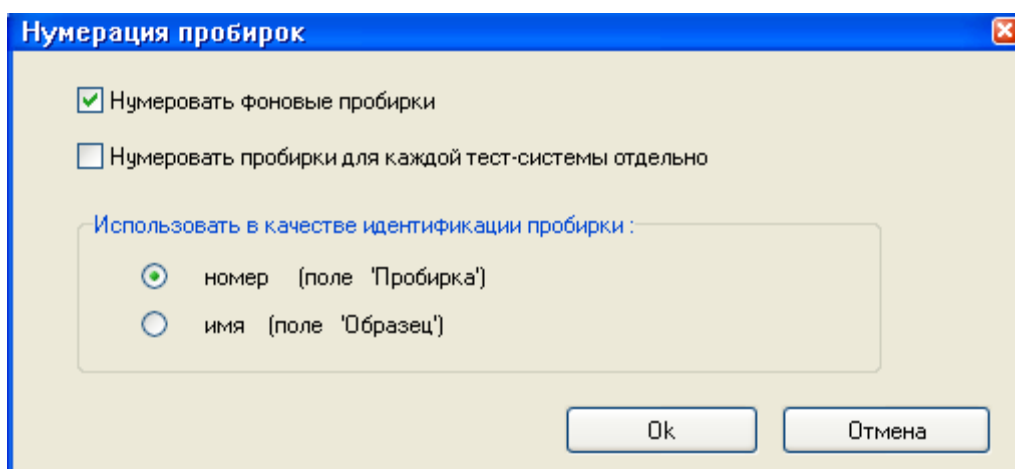 Нумерация пробирок
Нумеровать фоновые пробирки
Нумеровать пробирки для каждой тест-системы отдельно
Использовать в качестве идентификации пробирки :
номер (поле 'Пробирка')
имя (поле 'Образец')
Ok Отмена